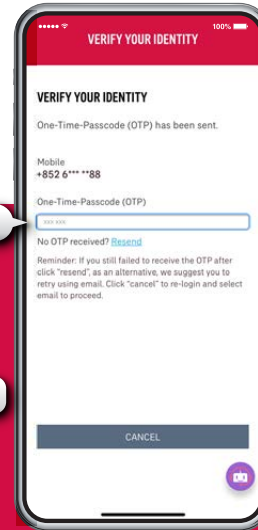 100%
VERIFY YOUR IDENTITY
VERIFY YOUR IDENTITY
One-Time-Passcode (OTP) has been sent.
Mobile
+852 6*** **88
One-Time-Passcode (OTP)
xxx xxx
No OTP received? Resend
Reminder: If you still failed to receive the OTP after
click "resend", as an alternative, we suggest you to
retry using email. Click "cancel" to re-login and select
email to proceed.
CANCEL